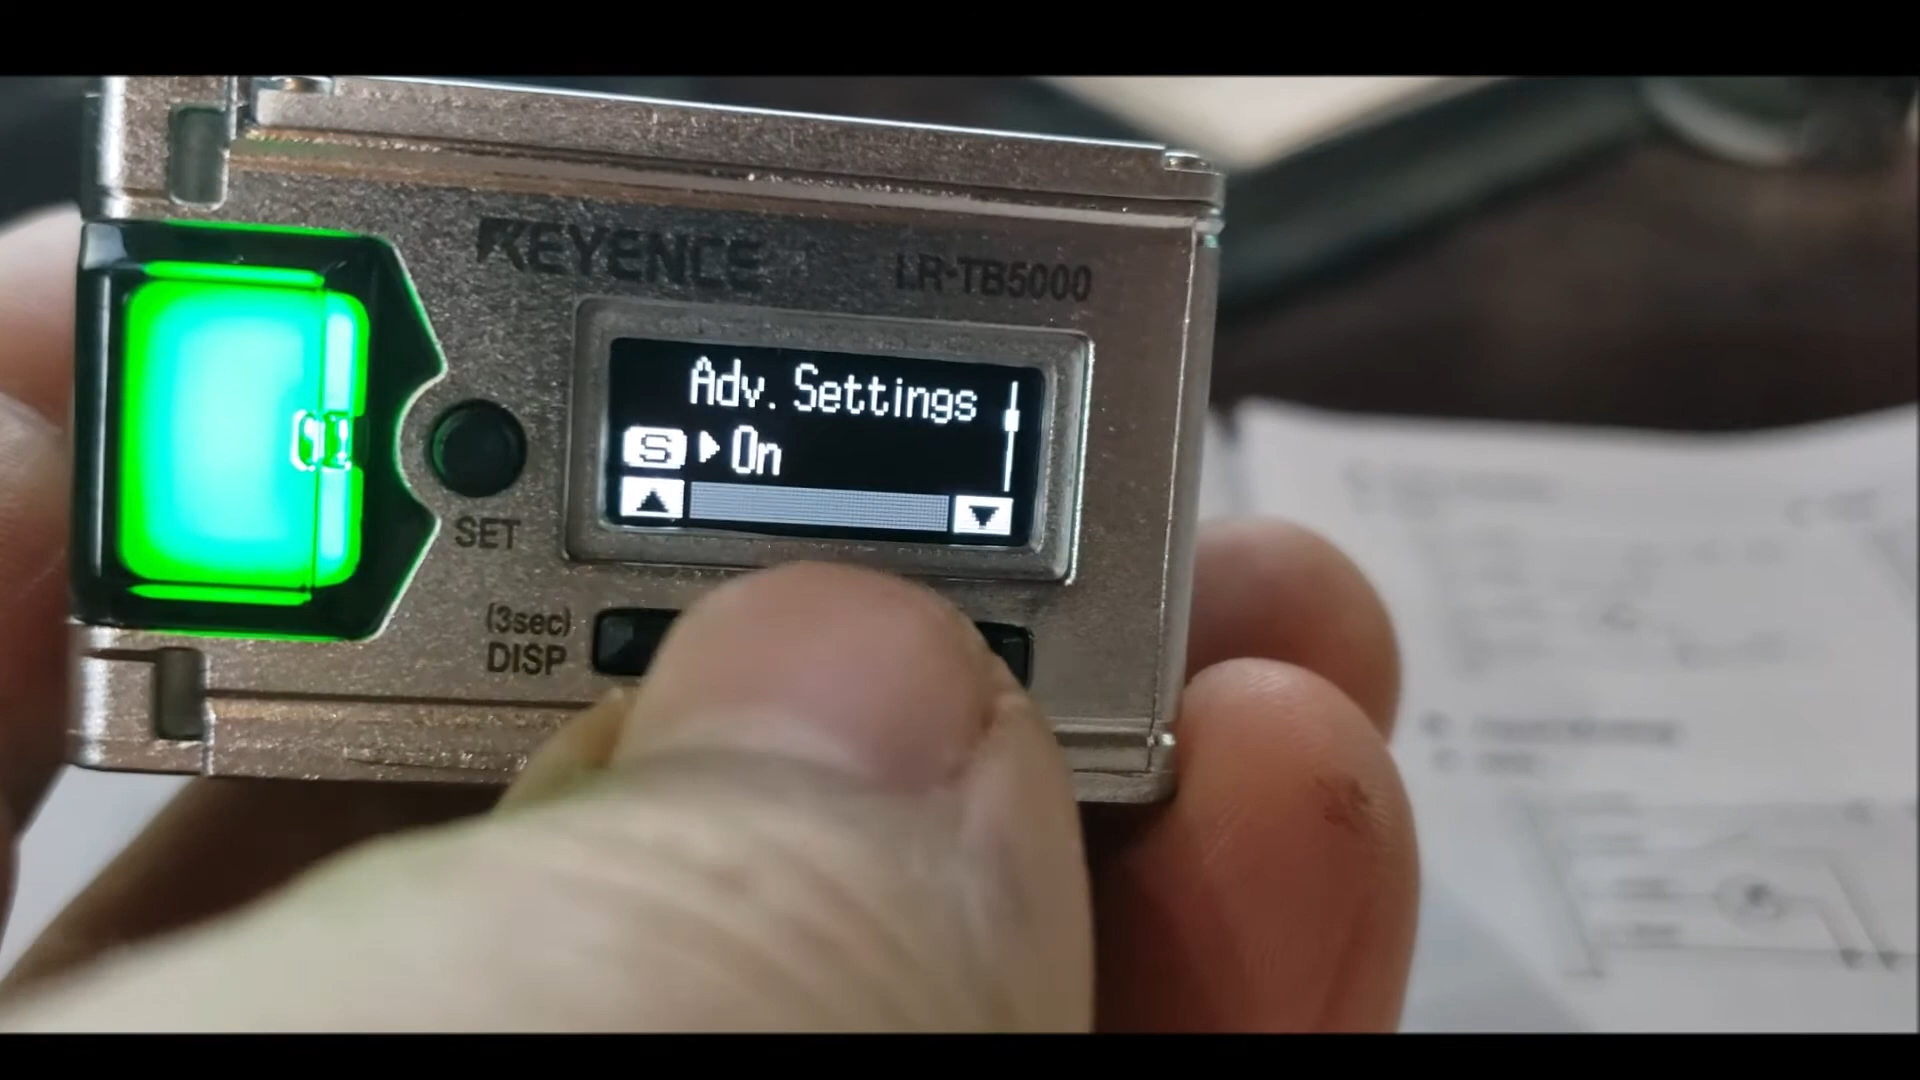 KEYENCE
LR-TB5000
Adv. Settings
S On
SET
(3sec)
DISP